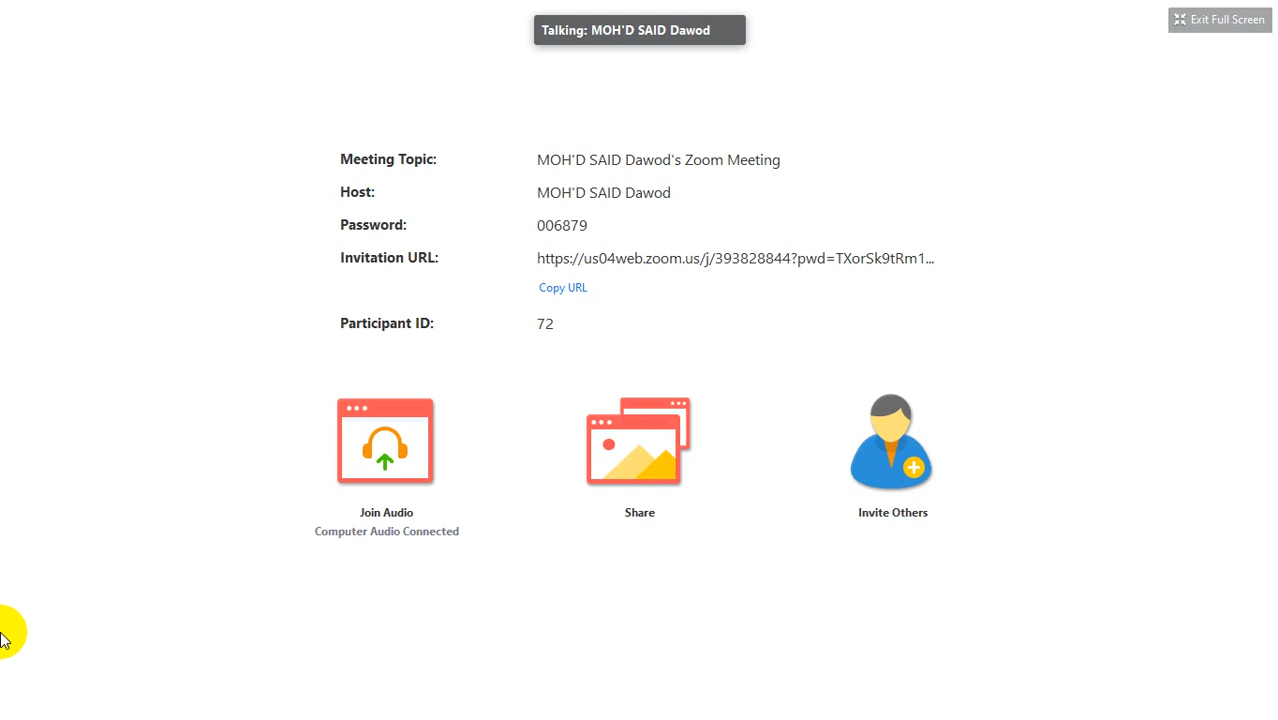 Talking: MOH'D SAID Dawod
Exit Full Screen
Meeting Topic: MOH'D SAID Dawod's Zoom Meeting
Host: MOH'D SAID Dawod
Password: 006879
Invitation URL: https://us04web.zoom.us/j/393828844?pwd=TXorSk9tRm1...
Copy URL
Participant ID: 72
Join Audio
Computer Audio Connected
Share
Invite Others